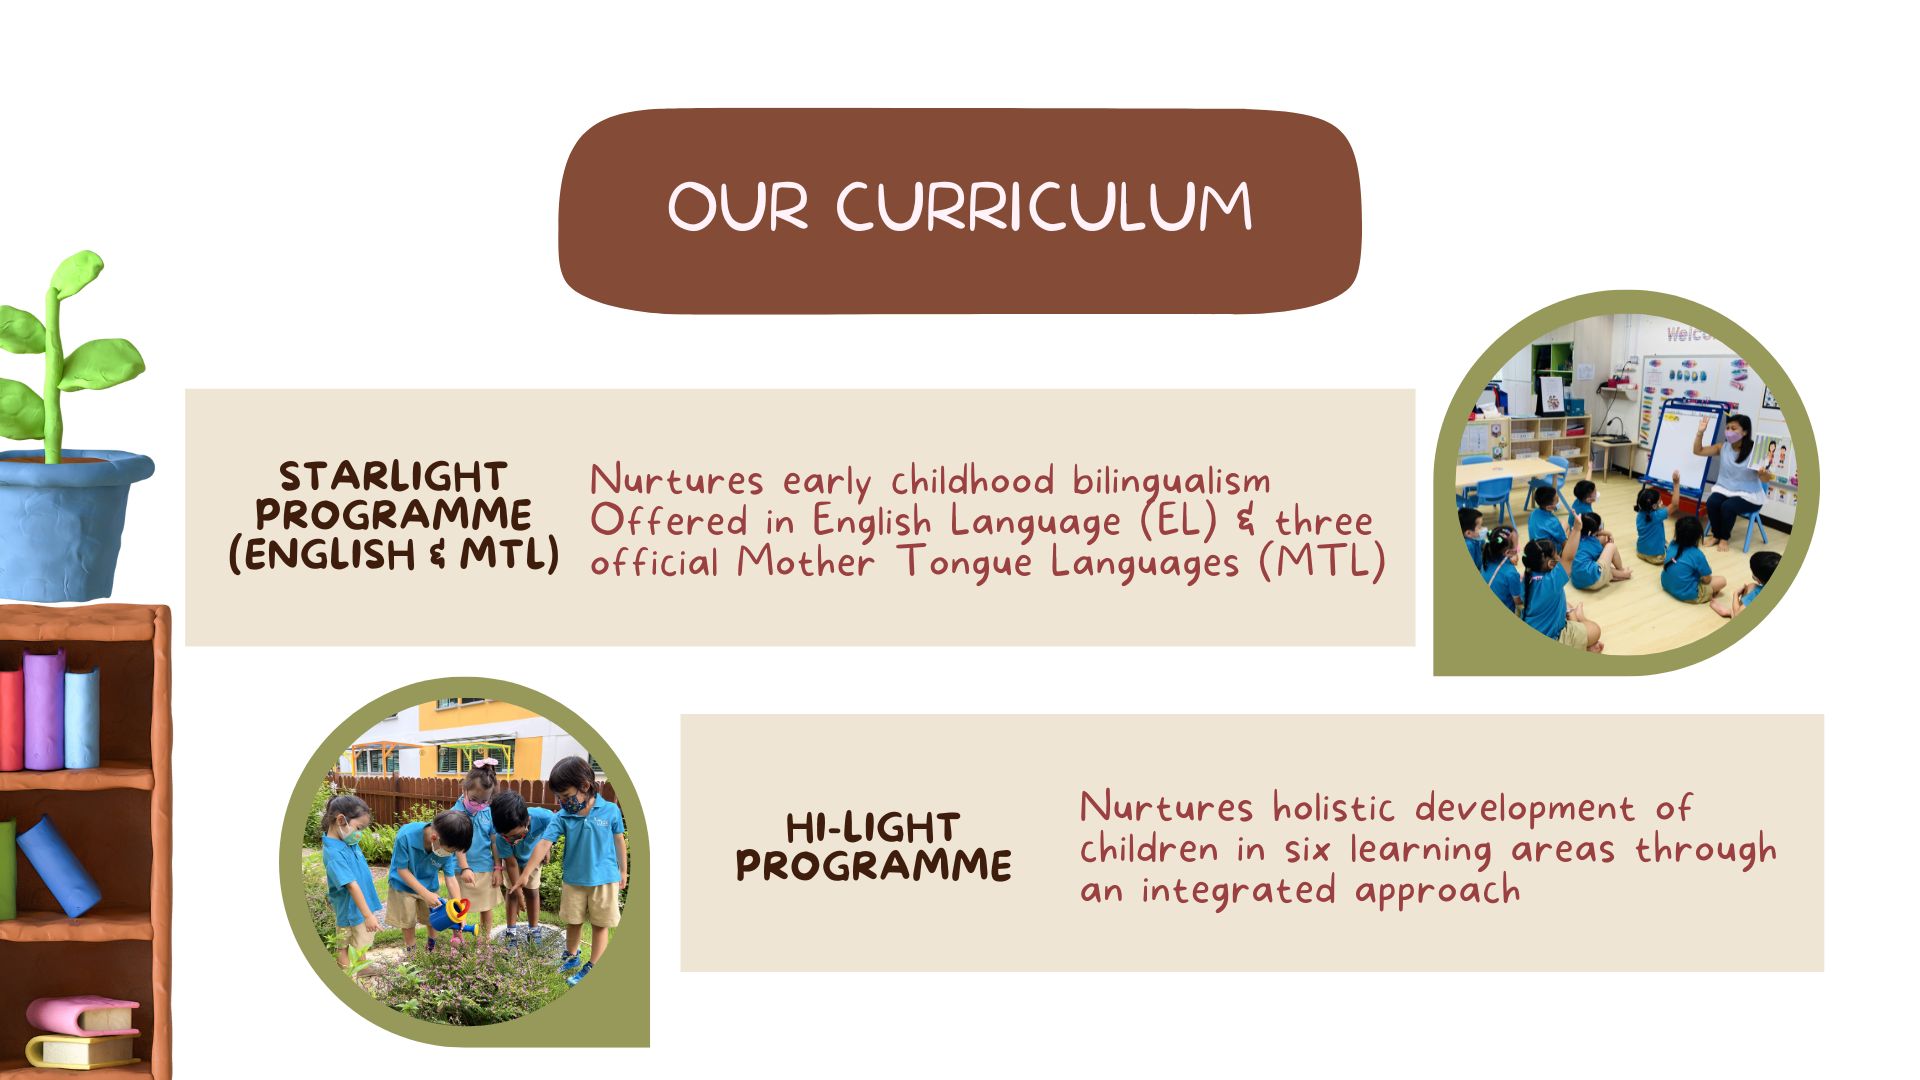 OUR CURRICULUM
Welco
STARLIGHT
PROGRAMME
(ENGLISH & MTL)
Nurtures early childhood bilingualism
Offered in English Language (EL) & three
official Mother Tongue Languages (MTL)
HI-LIGHT
PROGRAMME
Nurtures holistic development of
children in six learning areas through
an integrated approach